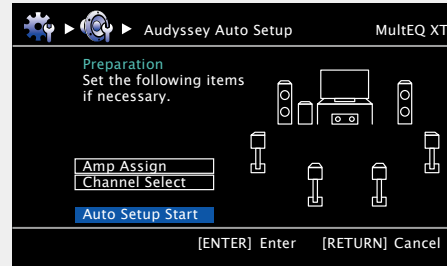 Audyssey Auto Setup MultEQ XT
Preparation
Set the following items
if necessary.
Amp Assign
Channel Select
Auto Setup Start
[ENTER] Enter [RETURN] Cancel